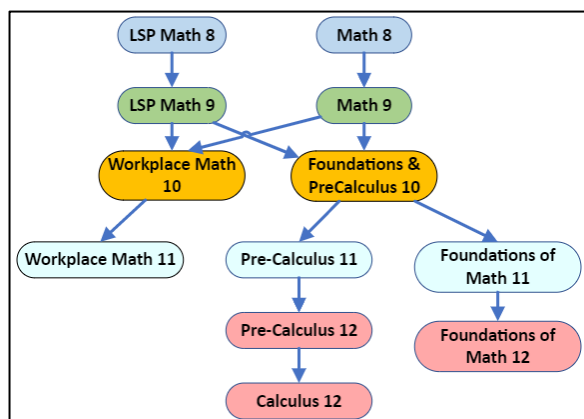 LSP Math 8
Math 8
LSP Math 9
Math 9
Workplace Math
10
Foundations &
PreCalculus 10
Workplace Math 11
Pre-Calculus 11
Foundations of
Math 11
Pre-Calculus 12
Foundations of
Math 12
Calculus 12